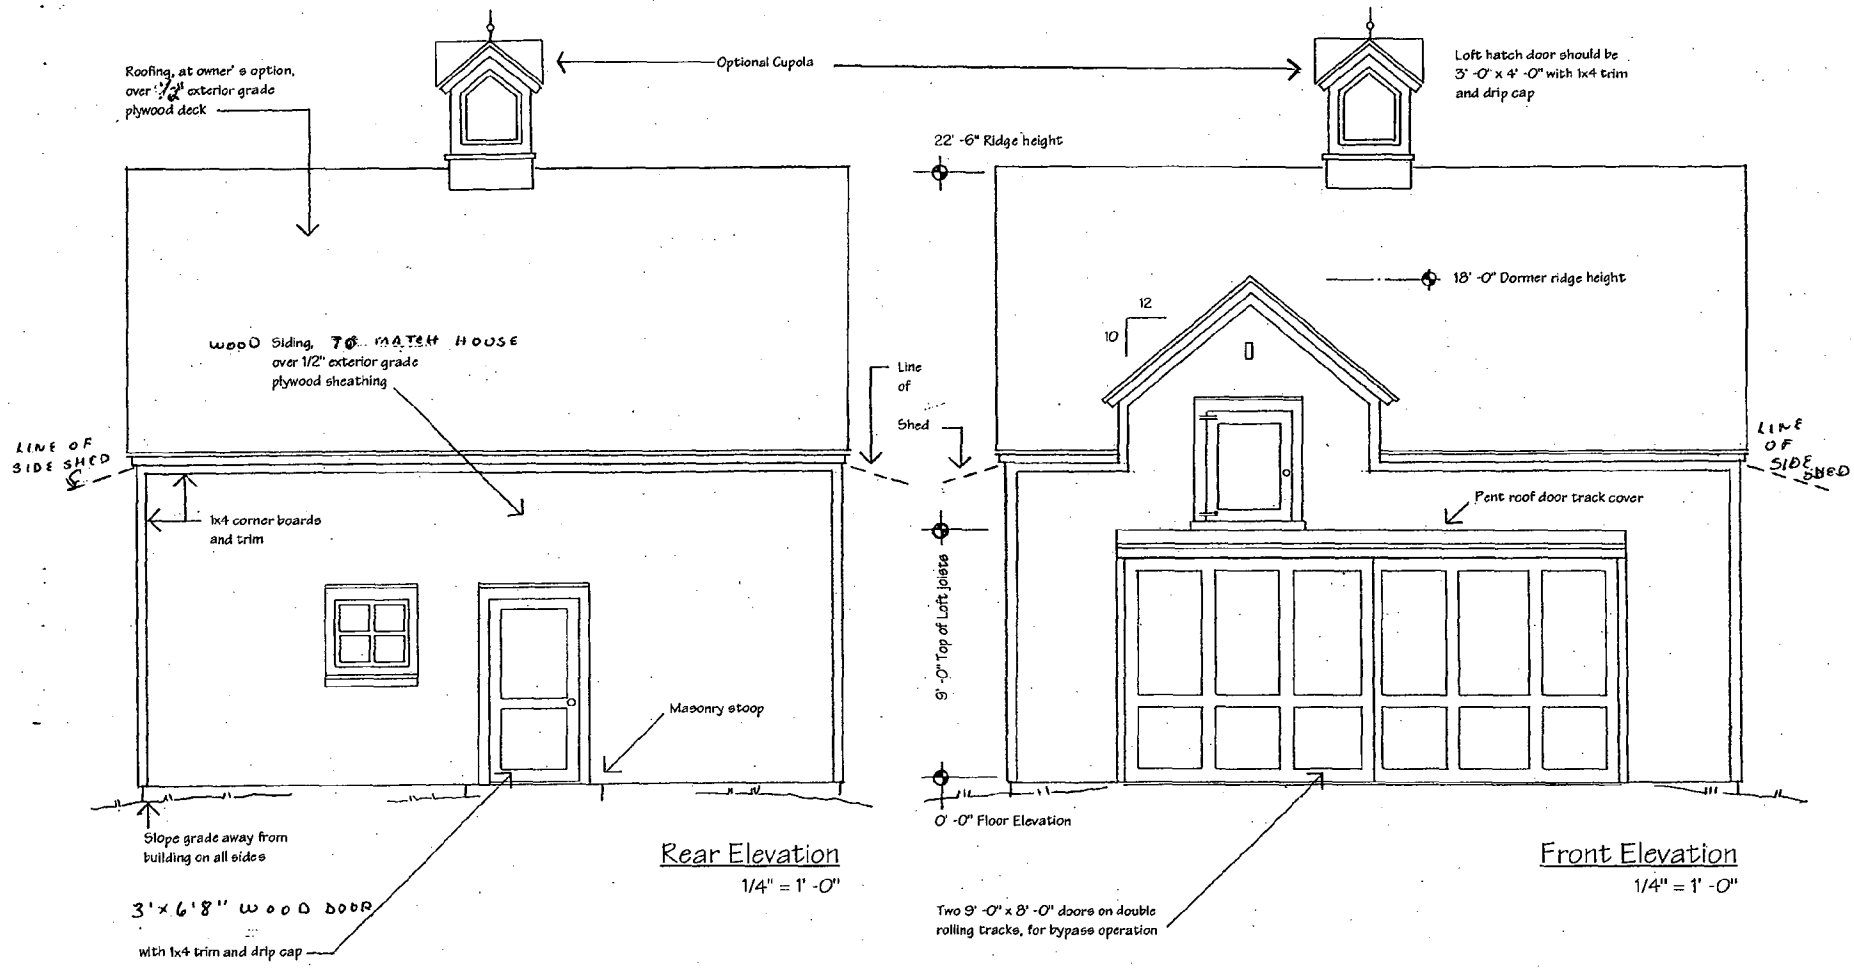 Roofing, at owner's option,
over 1/2" exterior grade
plywood deck
Optional Cupola
Loft hatch door should be
3' -0" x 4' -0" with 1x4 trim
and drip cap
22' -6" Ridge height
18' -0" Dormer ridge height
12
10
WOOD Siding, TO MATCH HOUSE
over 1/2" exterior grade
plywood sheathing
Line
of
Shed
LINE OF
SIDE SHED
LINE
OF
SIDE
SHED
1x4 corner boards
and trim
Pent roof door track cover
9' -0" Top of Loft joists
Masonry stoop
0' -0" Floor Elevation
Slope grade away from
building on all sides
Rear Elevation
1/4" = 1' -0"
Front Elevation
1/4" = 1' -0"
3' x 6'8" WOOD DOOR
with 1x4 trim and drip cap
Two 9' -0" x 8' -0" doors on double
rolling tracks, for bypass operation